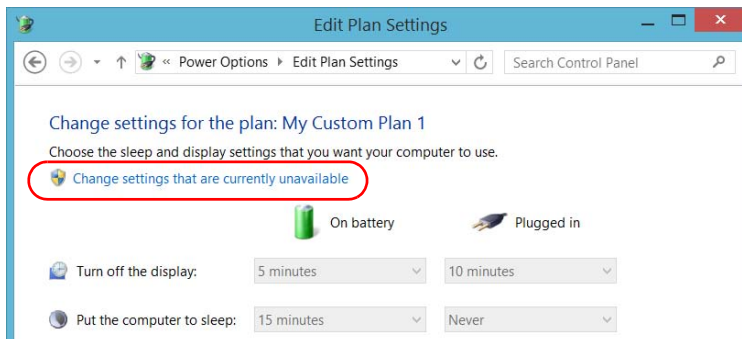 Edit Plan Settings
« Power Options Edit Plan Settings Search Control Panel
Change settings for the plan: My Custom Plan 1
Choose the sleep and display settings that you want your computer to use.
Change settings that are currently unavailable
On battery Plugged in
Turn off the display: 5 minutes 10 minutes
Put the computer to sleep: 15 minutes Never